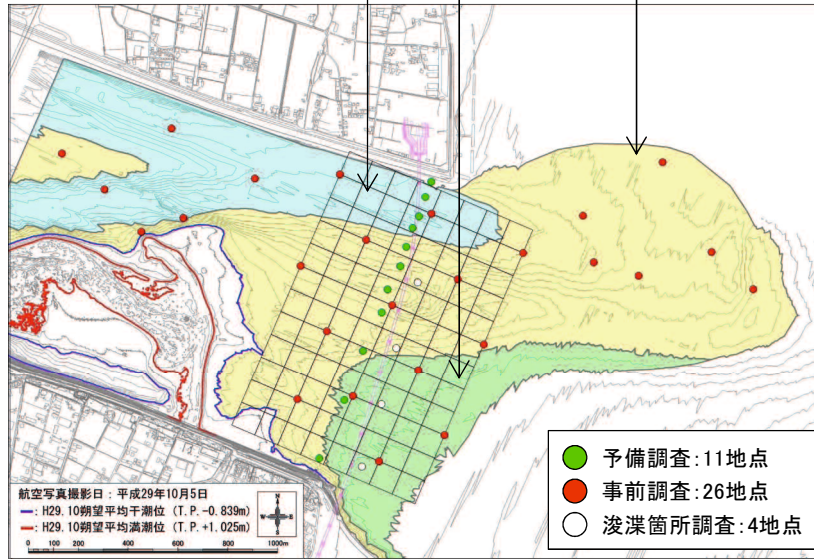 予備調査:11地点
事前調査:26地点
浚渫箇所調査:4地点
航空写真撮影日:平成29年10月5日
:H29.10朔望平均干潮位 (T.P.-0.839m)
:H29.10朔望平均満潮位 (T.P.+1.025m)
N
W E
S
0 200 400 600 800 1000m